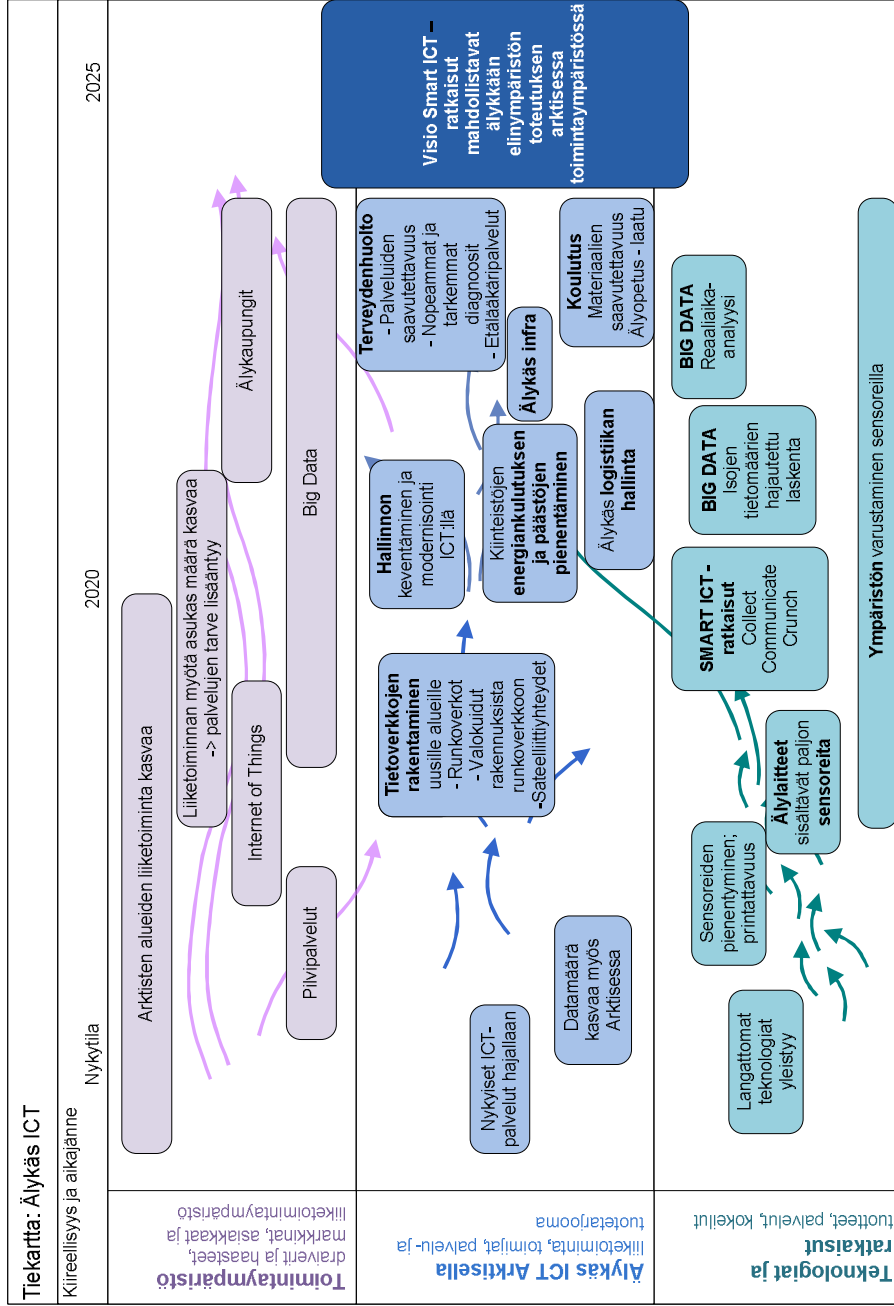 Tiekartta: Älykäs ICT
Kiireellisyys ja aikajänne
Nykytila
2020
2025
Toimintaympäristö
draiverit ja haasteet,
markkinat, asiakkaat ja
liiketoimintaympäristö
Arktisten alueiden liiketoiminta kasvaa
Liiketoiminnan myötä asukas määrä kasvaa
-> palvelujen tarve lisääntyy
Älykaupungit
Internet of Things
Pilvipalvelut
Big Data
Visio Smart ICT –
ratkaisut
mahdollistavat
älykkään
elinympäristön
toteutuksen
arktisessa
toimintaympäristössä
Älykäs ICT Arktisella
liiketoiminta, toimijat, palvelu- ja
tuotetarjooma
Nykyiset ICT-
palvelut hajallaan
Datamäärä
kasvaa myös
Arktisessa
Tietoverkkojen
rakentaminen
uusille alueille
- Runkoverkot
- Valokuidut
rakennuksista
runkoverkkoon
-Sateelliittiyhteydet
Hallinnon
keventäminen ja
modernisointi
ICT:llä
Kiinteistöjen
energiankulutuksen
ja päästöjen
pienentäminen
Älykäs logistiikan
hallinta
Terveydenhuolto
- Palveluiden
saavutettavuus
- Nopeammat ja
tarkemmat
diagnoosit
- Etälääkäripalvelut
Älykäs infra
Koulutus
Materiaalien
saavutettavuus
Älyopetus - laatu
Teknologiat ja
ratkaisut
tuotteet, palvelut, kokeilut
Langattomat
teknologiat
yleistyy
Sensoreiden
pienentyminen;
printattavuus
Älylaitteet
sisältävät paljon
sensoreita
SMART ICT -
ratkaisut
Collect
Communicate
Crunch
BIG DATA
Isojen
tietomäärien
hajautettu
laskenta
BIG DATA
Reaaliaika-
analyysi
Ympäristön varustaminen sensoreilla